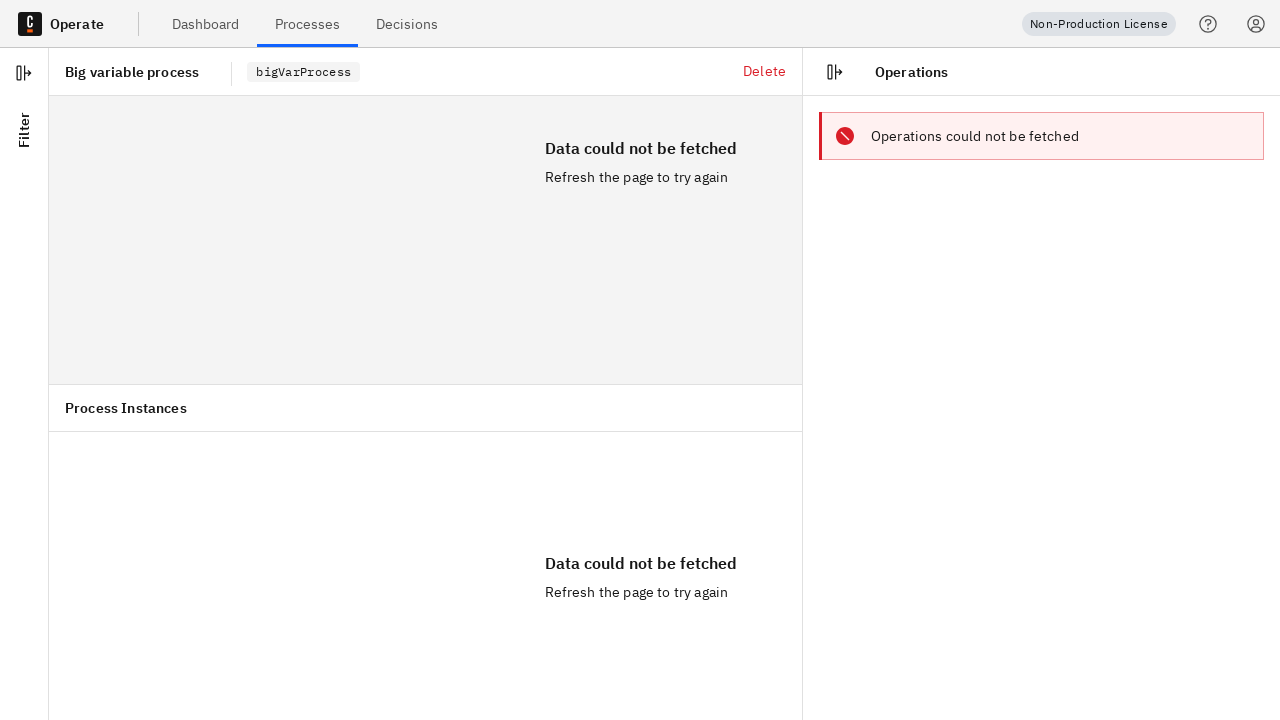 Operate
Dashboard
Processes
Decisions
Non-Production License
Filter
Big variable process
bigVarProcess
Delete
Data could not be fetched
Refresh the page to try again
Process Instances
Data could not be fetched
Refresh the page to try again
Operations
Operations could not be fetched